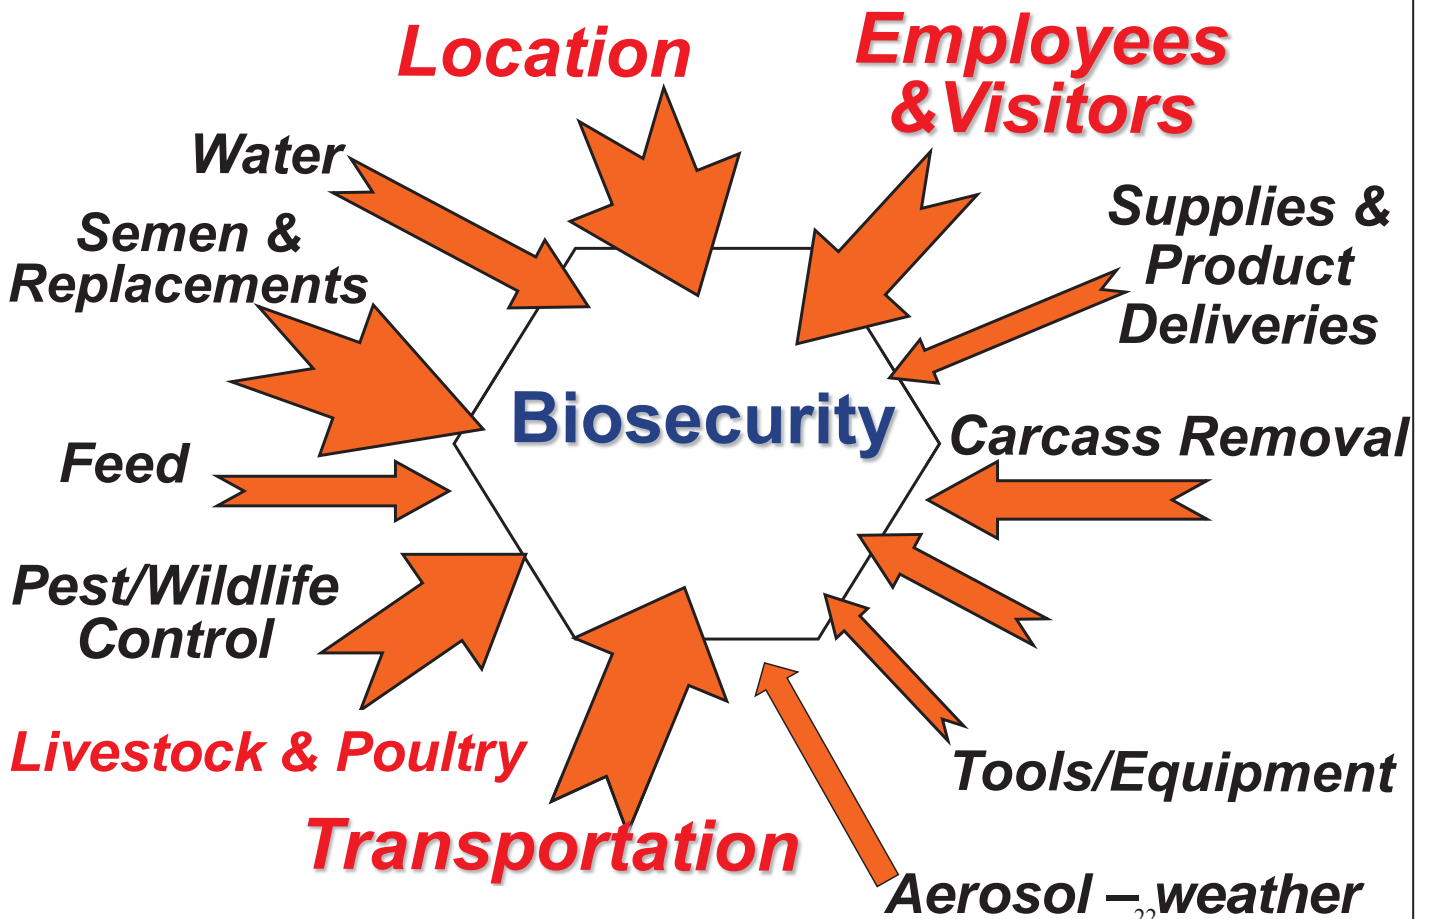 Location
Employees
&Visitors
Water
Supplies &
Product
Deliveries
Semen &
Replacements
Biosecurity
Carcass Removal
Feed
Pest/Wildlife
Control
Livestock & Poultry
Tools/Equipment
Transportation
Aerosol – weather
22